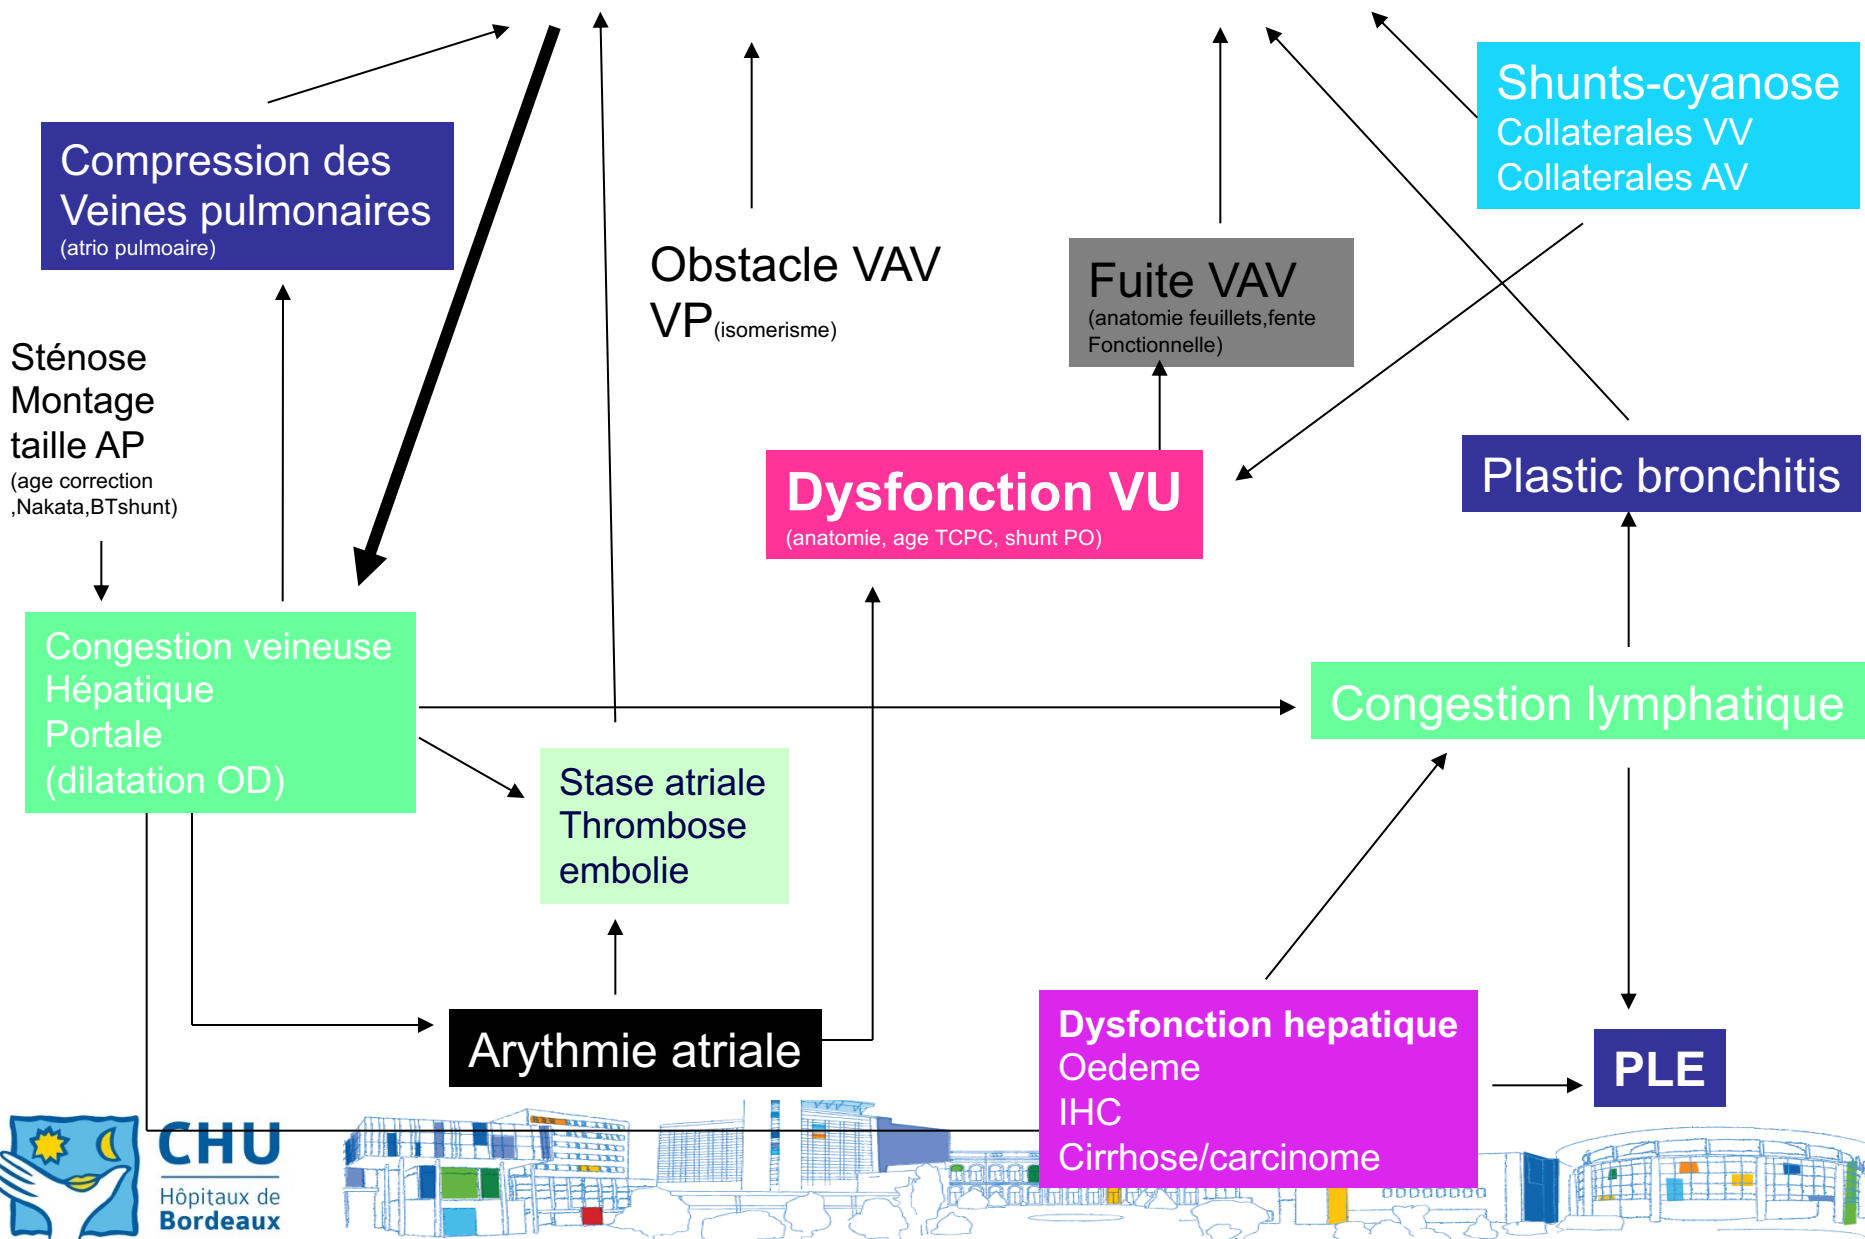 Shunts-cyanose
Collaterales VV
Collaterales AV
Compression des
Veines pulmonaires
(atrio pulmoaire)
Obstacle VAV
VP(isomerisme)
Fuite VAV
(anatomie feuillets,fente
Fonctionnelle)
Sténose
Montage
taille AP
(age correction
,Nakata,BTshunt)
Dysfonction VU
(anatomie, age TCPC, shunt PO)
Plastic bronchitis
Congestion veineuse
Hépatique
Portale
(dilatation OD)
Congestion lymphatique
Stase atriale
Thrombose
embolie
Arythmie atriale
Dysfonction hepatique
Oedeme
IHC
Cirrhose/carcinome
PLE
CHU
Hôpitaux de
Bordeaux